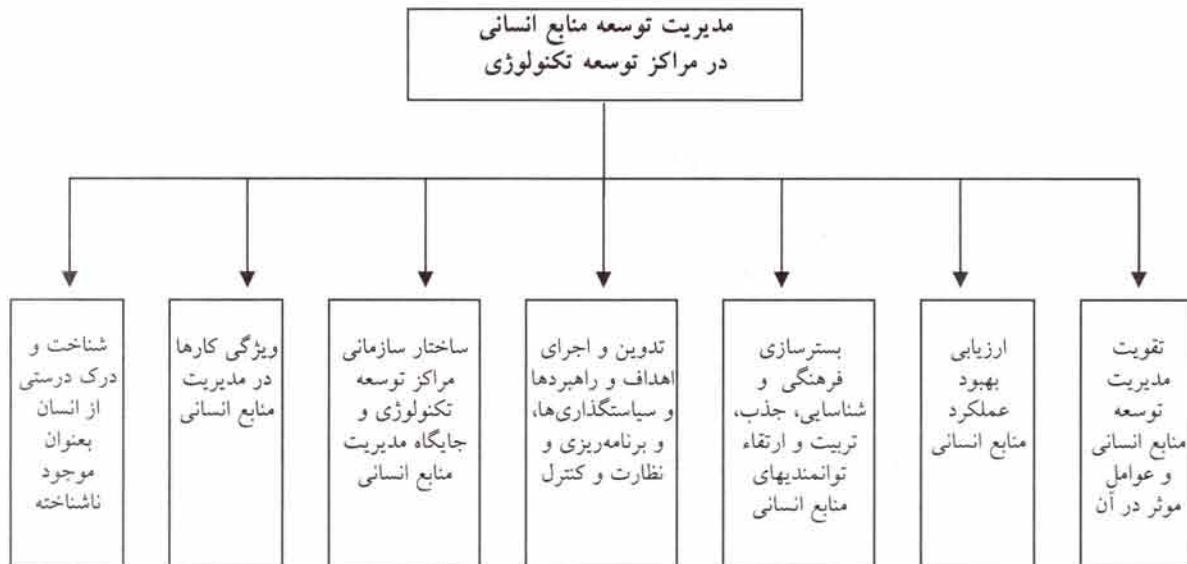 مدیریت توسعه منابع انسانی
در مراکز توسعه تکنولوژی
تقویت
مدیریت
توسعه
منابع انسانی
و عوامل
موثر در آن
ارزیابی
بهبود
عملکرد
منابع انسانی
بسترسازی
فرهنگی و
شناسایی، جذب،
تربیت و ارتقاء
توانمندیهای
منابع انسانی
تدوین و اجرای
اهداف و راهبردها
و سیاستگذاری‌ها،
و برنامه‌ریزی و
نظارت و کنترل
ساختار سازمانی
مراکز توسعه
تکنولوژی و
جایگاه مدیریت
منابع انسانی
ویژگی کارها
در مدیریت
منابع انسانی
شناخت و
درک درستی
از انسان
بعنوان
موجود
ناشناخته